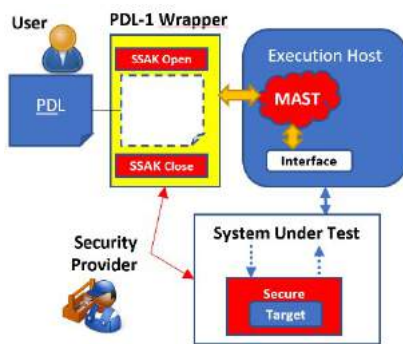 User
PDL
PDL-1 Wrapper
SSAK Open
SSAK Close
Execution Host
MAST
Interface
Security
Provider
System Under Test
Secure
Target